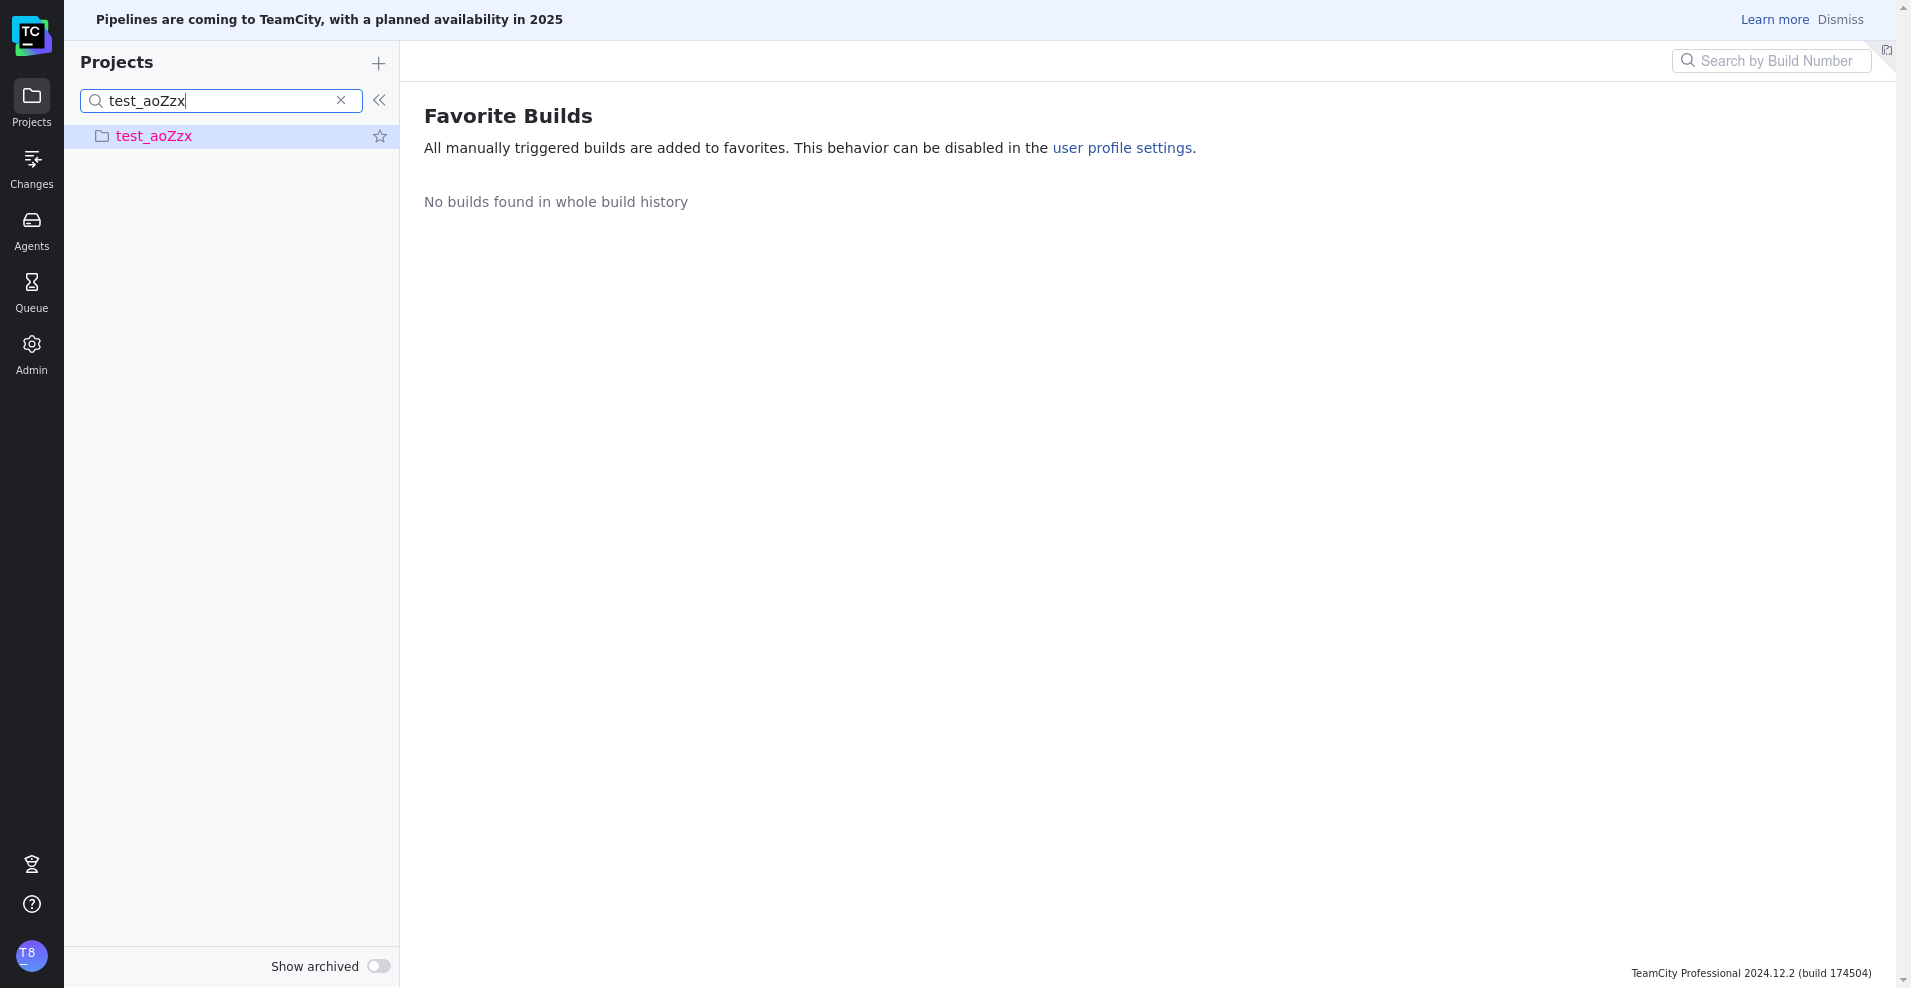 Pipelines are coming to TeamCity, with a planned availability in 2025
Learn more Dismiss
TC
Projects
Changes
Agents
Queue
Admin
T8
Projects
test_aoZzx
test_aoZzx
Show archived
Search by Build Number
Favorite Builds
All manually triggered builds are added to favorites. This behavior can be disabled in the user profile settings.
No builds found in whole build history
TeamCity Professional 2024.12.2 (build 174504)